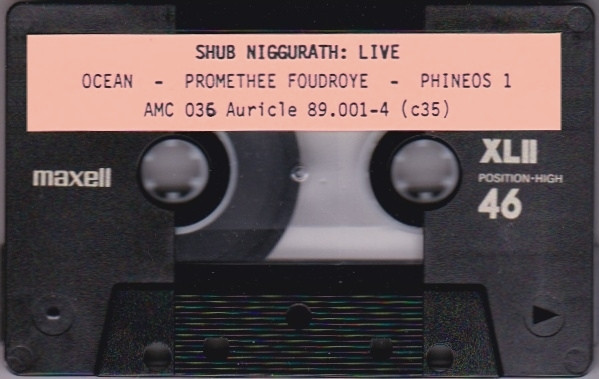 SHUB NIGGURATH: LIVE
OCEAN - PROMETHEE FOUDROYE - PHINEOS 1
AMC 036 Auricle 89.001-4 (c35)
maxell
XLII
POSITION-HIGH
46